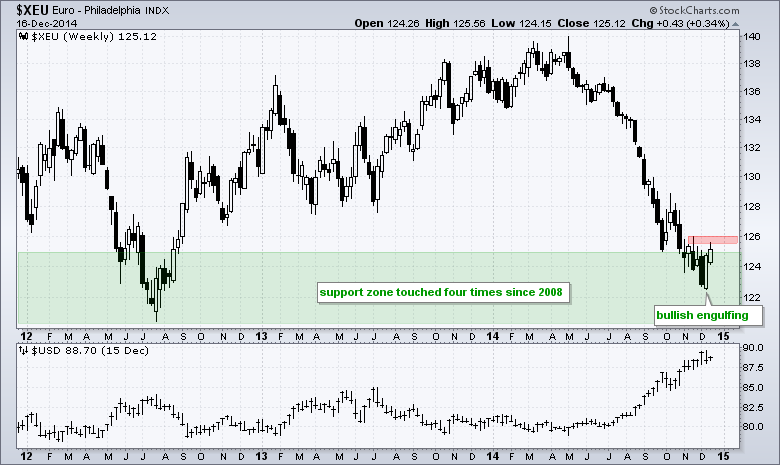 $XEU Euro - Philadelphia INDX © StockCharts.com
16-Dec-2014 Open 124.26 High 125.56 Low 124.15 Close 125.12 Chg +0.43 (+0.34%)
$XEU (Weekly) 125.12
140
138
136
134
132
130
128
126
124
122
support zone touched four times since 2008
bullish engulfing
12 F M A M J J A S O N D 13 F M A M J J A S O N D 14 F M A M J J A S O N D 15
$USD 88.70 (15 Dec)
90.0
87.5
85.0
82.5
80.0
12 F M A M J J A S O N D 13 F M A M J J A S O N D 14 F M A M J J A S O N D 15